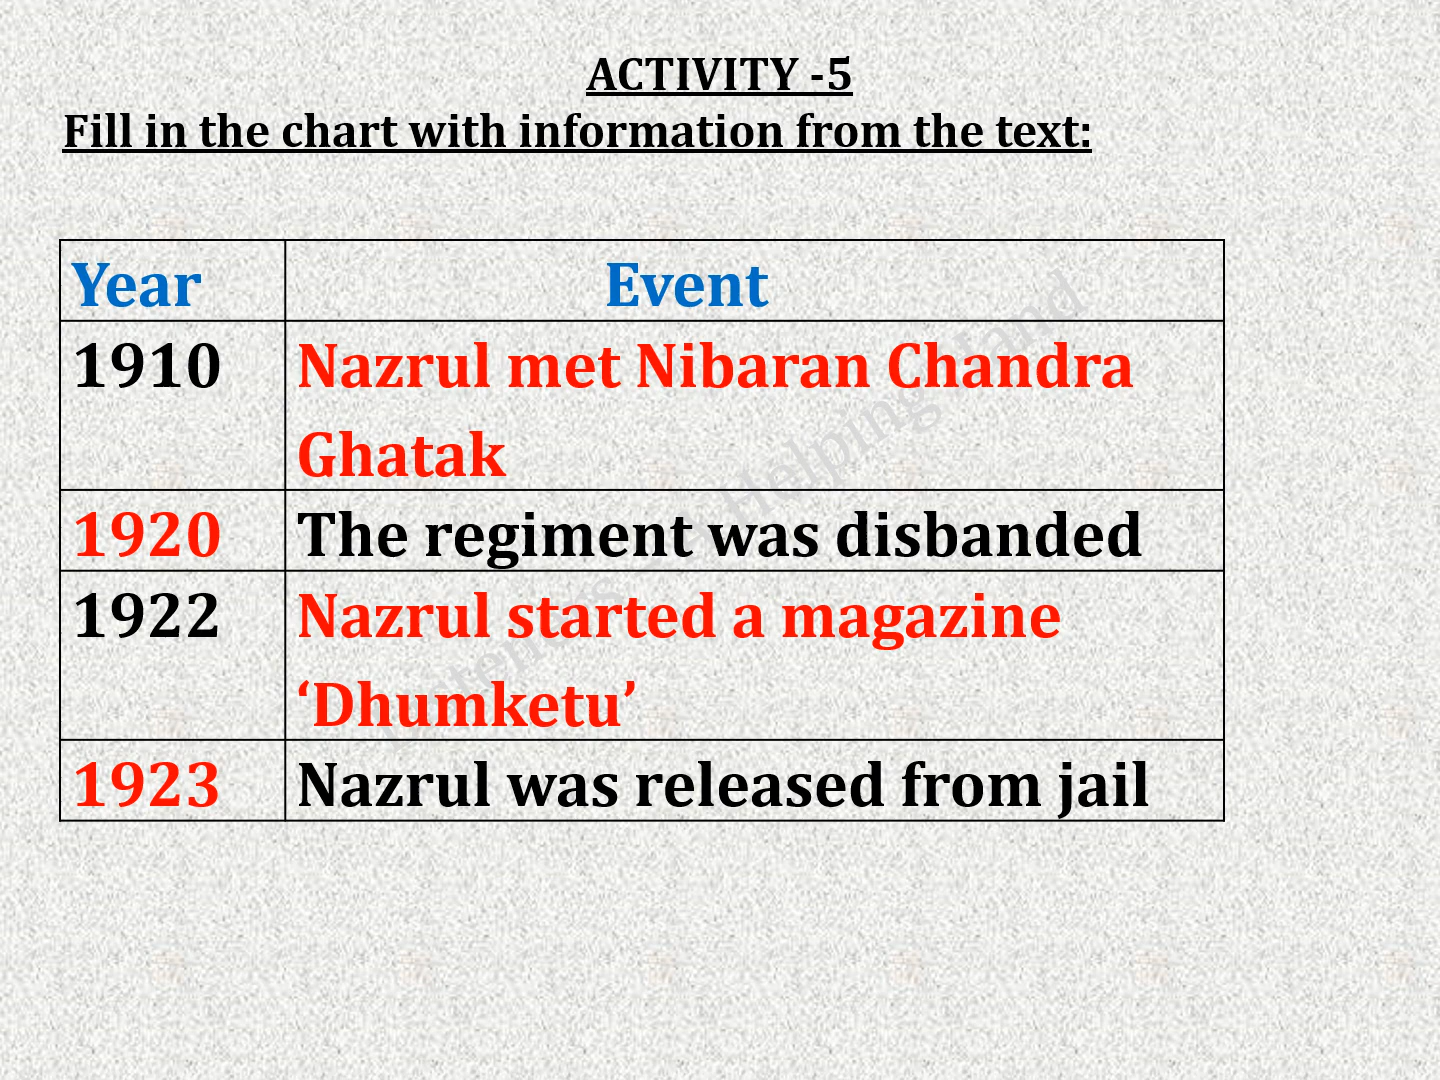 ACTIVITY -5
Fill in the chart with information from the text:
Year Event
1910 Nazrul met Nibaran Chandra
Ghatak
1920 The regiment was disbanded
1922 Nazrul started a magazine
‘Dhumketu’
1923 Nazrul was released from jail